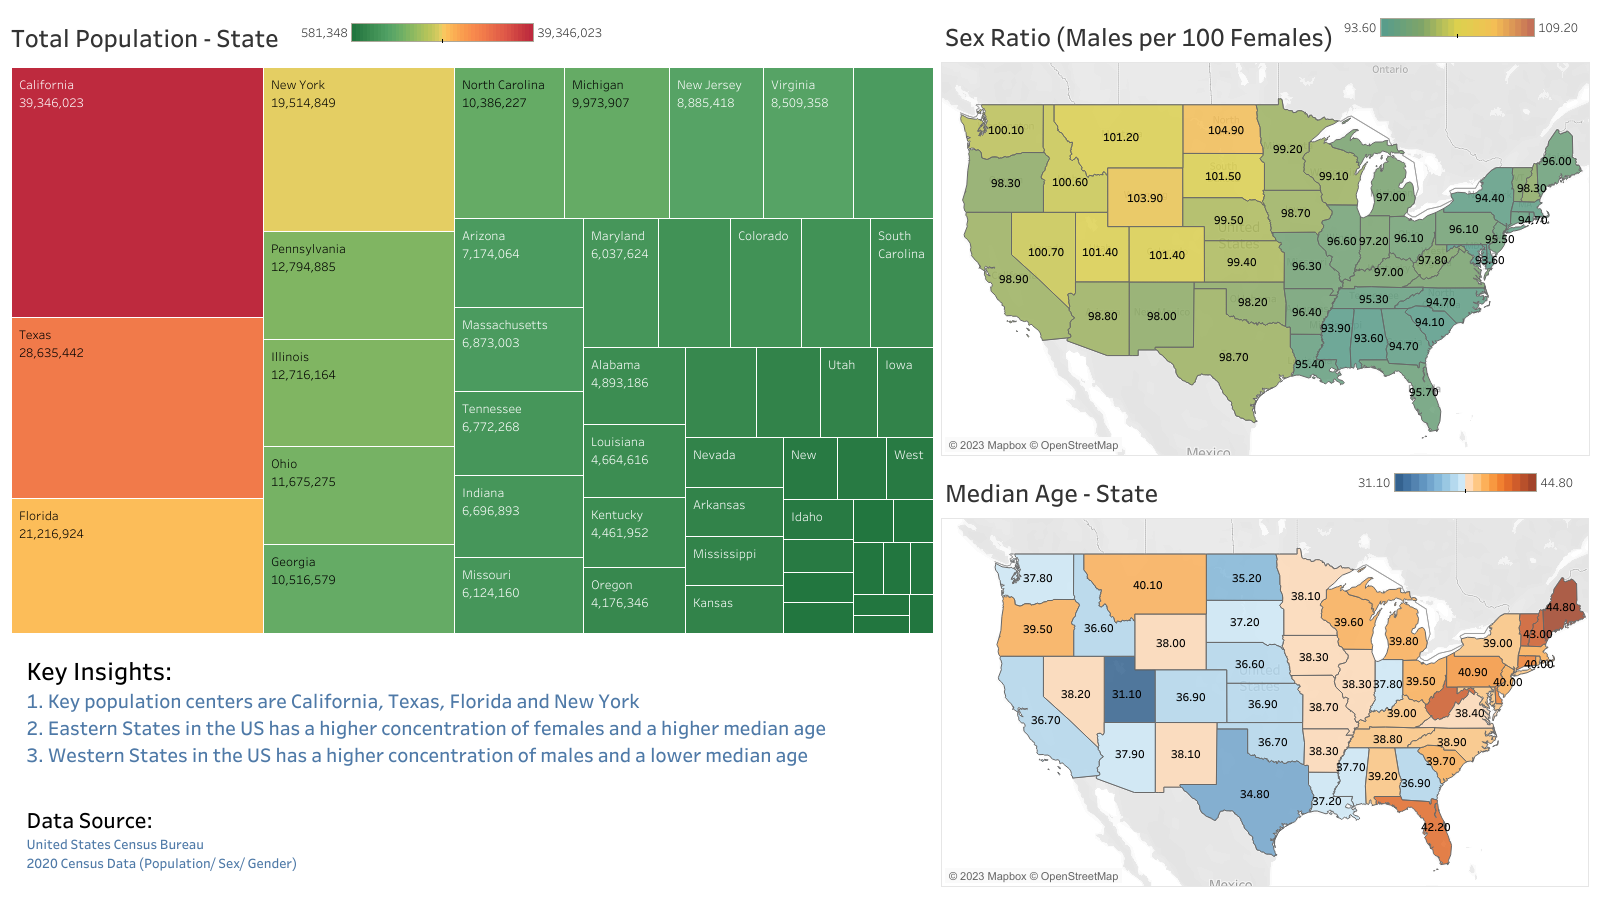 Total Population - State
581,348
39,346,023
California
39,346,023
Texas
28,635,442
Florida
21,216,924
New York
19,514,849
Pennsylvania
12,794,885
Illinois
12,716,164
Ohio
11,675,275
Georgia
10,516,579
North Carolina
10,386,227
Michigan
9,973,907
New Jersey
8,885,418
Virginia
8,509,358
Arizona
7,174,064
Massachusetts
6,873,003
Tennessee
6,772,268
Indiana
6,696,893
Missouri
6,124,160
Maryland
6,037,624
Colorado
South
Carolina
Alabama
4,893,186
Louisiana
4,664,616
Kentucky
4,461,952
Oregon
4,176,346
Utah
Iowa
Nevada
Arkansas
Mississippi
Kansas
New
West
Idaho
Key Insights:
1. Key population centers are California, Texas, Florida and New York
2. Eastern States in the US has a higher concentration of females and a higher median age
3. Western States in the US has a higher concentration of males and a lower median age
Data Source:
United States Census Bureau
2020 Census Data (Population/ Sex/ Gender)
Sex Ratio (Males per 100 Females)
93.60
109.20
Ontario
100.10
101.20
104.90
99.20
96.00
98.30
100.60
103.90
101.50
99.10
97.00
98.30
94.40
94.70
99.50
98.70
96.10
95.50
United
States
100.70
101.40
101.40
99.40
96.60
97.20
96.10
97.80
93.60
98.90
96.30
97.00
98.80
98.00
98.20
96.40
95.30
94.70
94.10
93.90
93.60
94.70
98.70
95.40
95.70
Mexico
© 2023 Mapbox © OpenStreetMap
Median Age - State
31.10
44.80
37.80
40.10
35.20
38.10
44.80
39.50
36.60
38.00
37.20
39.60
39.80
39.00
43.00
40.00
38.20
31.10
36.90
36.60
38.30
40.90
40.00
United
States
36.70
36.90
38.70
38.30
37.80
39.50
39.00
38.40
37.90
38.10
36.70
38.30
38.80
38.90
39.70
34.80
37.20
37.70
39.20
36.90
42.20
Mexico
© 2023 Mapbox © OpenStreetMap